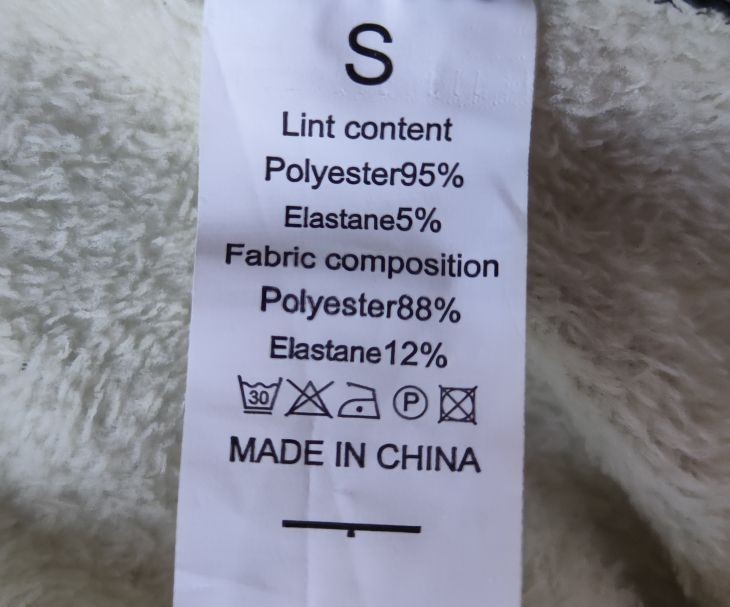 S
Lint content
Polyester95%
Elastane5%
Fabric composition
Polyester88%
Elastane12%
30 P
MADE IN CHINA